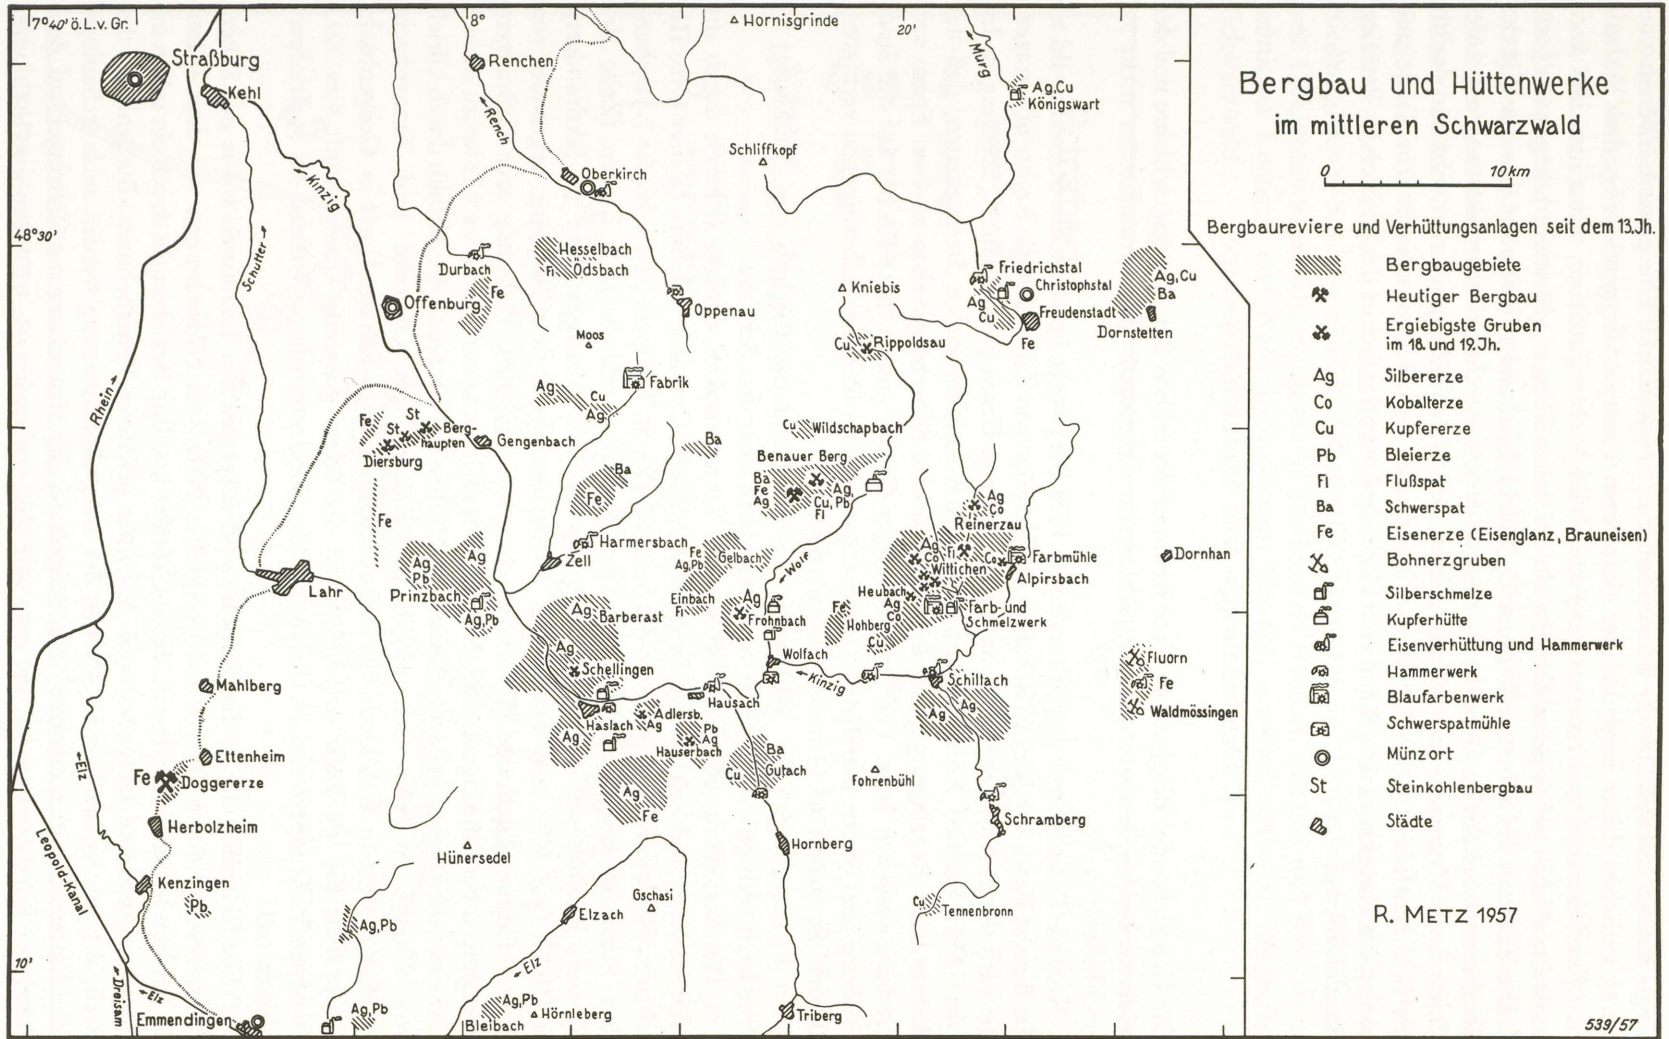 7°40' ö.L.v.Gr.
8°
20'
Hornisgrinde
Straßburg
Kehl
Renchen
Murg
Ag,Cu
Königswart
Rench
Schliffkopf
Kinzig
Oberkirch
48°30'
Schutter
Durbach
Hesselbach
Fl
Ödsbach
Fe
Offenburg
Oppenau
Kniebis
Friedrichstal
Christophstal
Ag
Cu
Freudenstadt
Fe
Ag,Cu
Ba
Dornstetten
Moos
Cu
Rippoldsau
Rhein
Fabrik
Ag
Cu
Ag
Fe
St
St
Berg-
haupten
Diersburg
Gengenbach
Ba
Cu
Wildschapbach
Benauer Berg
Ba
Fe
Ag
Ag,
Cu,Pb
Fl
Ba
Fe
Fe
Ag
Co
Reinerzau
Harmersbach
Zell
Fe
Ag,Pb
Gelbach
Wolf
Ag
Co
Fl
Co
Farbmühle
Wittichen
Alpirsbach
Dornhan
Lahr
Ag
Pb
Ag
Prinzbach
Ag,Pb
Einbach
Fl
Ag
Frohnbach
Heubach
Ag
Co
Farb- und
Schmelzwerk
Fe
Hohberg
Cu
Ag
Barberast
Ag
Schellingen
Wolfach
Kinzig
Schiltach
Fluorn
Fe
Waldmössingen
Mahlberg
Haslach
Hausach
Adlersb.
Ag
Pb
Ag
Hauserbach
Ag
Ag
Ag
Ettenheim
Elz
Fe
Doggererze
Ba
Cu
Gutach
Fohrenbühl
Ag
Fe
Herbolzheim
Schramberg
Leopold-Kanal
Hünersedel
Hornberg
Kenzingen
Pb
Gschasi
Elzach
Cu
Tennenbronn
Ag,Pb
10'
Elz
Dreisam
Elz
Emmendingen
Ag,Pb
Ag,Pb
Bleibach
Hörnleberg
Triberg
Bergbau und Hüttenwerke
im mittleren Schwarzwald
0 10 km
Bergbaureviere und Verhüttungsanlagen seit dem 13.Jh.
Bergbaugebiete
Heutiger Bergbau
Ergiebigste Gruben
im 18. und 19. Jh.
Ag Silbererze
Co Kobalterze
Cu Kupfererze
Pb Bleierze
Fl Flußspat
Ba Schwerspat
Fe Eisenerze (Eisenglanz, Brauneisen)
Bohnerzgruben
Silberschmelze
Kupferhütte
Eisenverhüttung und Hammerwerk
Hammerwerk
Blaufarbenwerk
Schwerspatmühle
Münzort
St Steinkohlenbergbau
Städte
R. METZ 1957
539/57